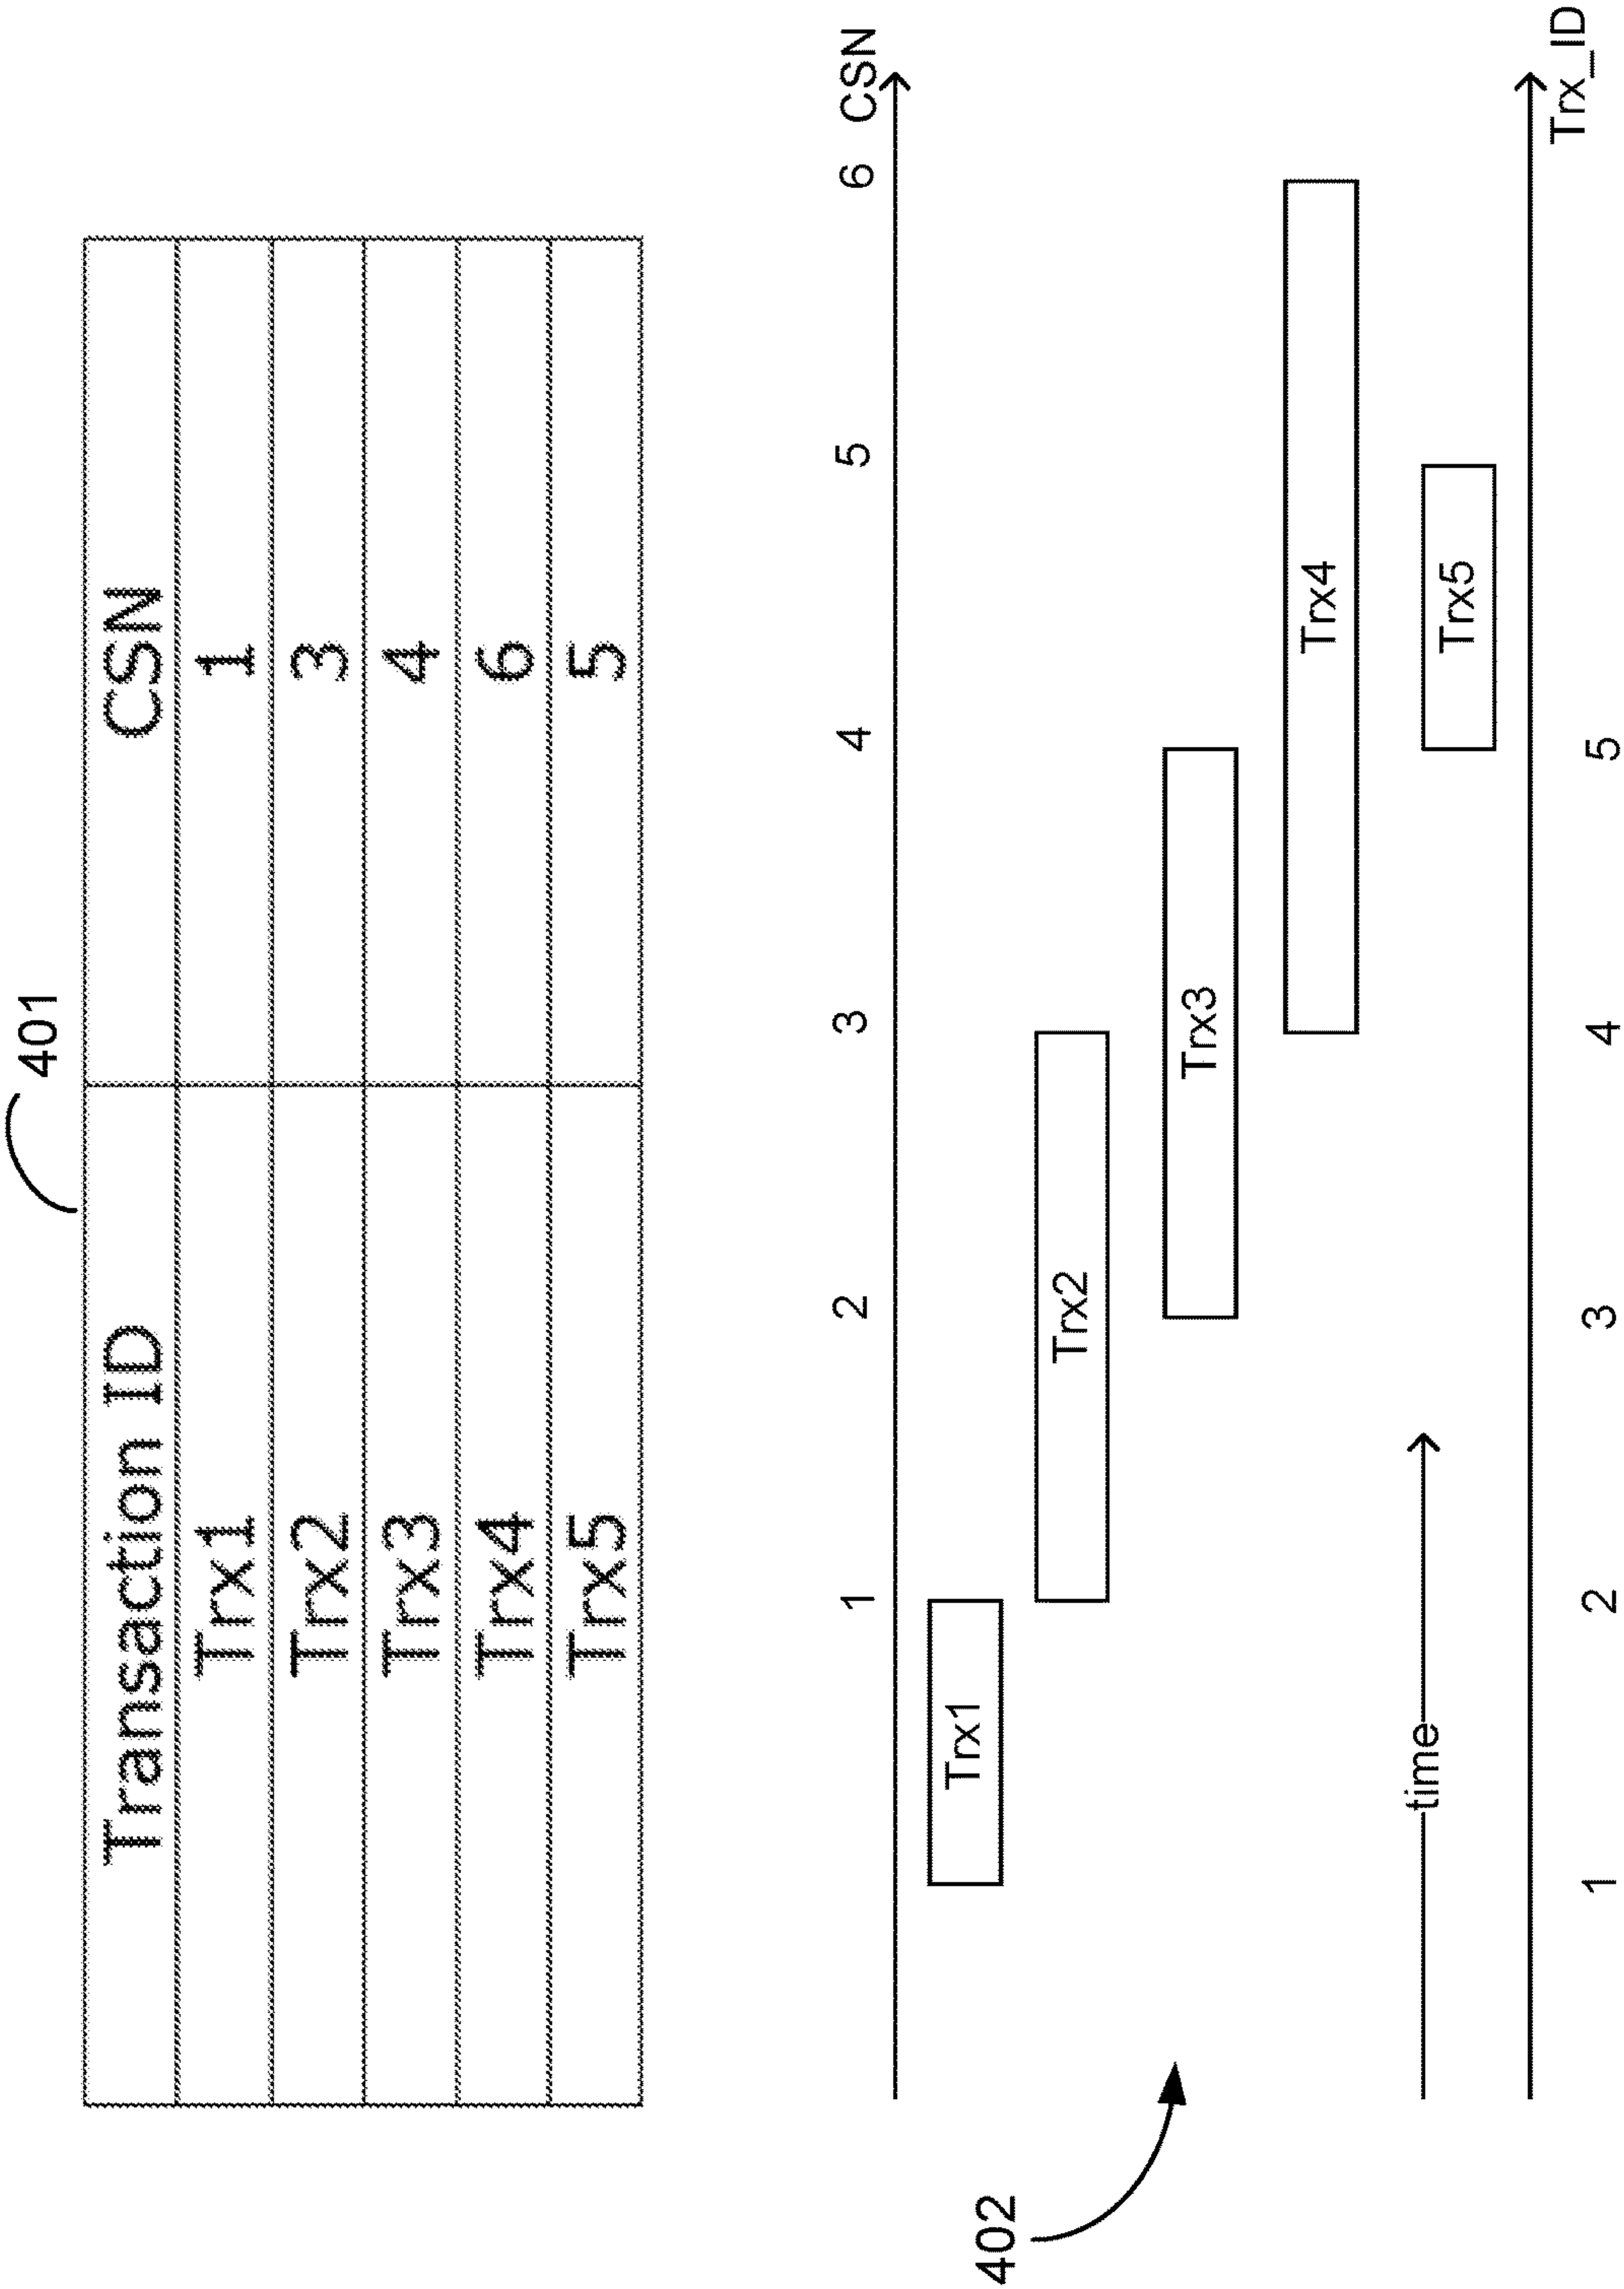 401
Transaction ID CSN
Trx1 1
Trx2 3
Trx3 4
Trx4 6
Trx5 5
402
1 2 3 4 5 6 CSN
Trx1
Trx2
Trx3
Trx4
time Trx5
1 2 3 4 5 Trx_ID